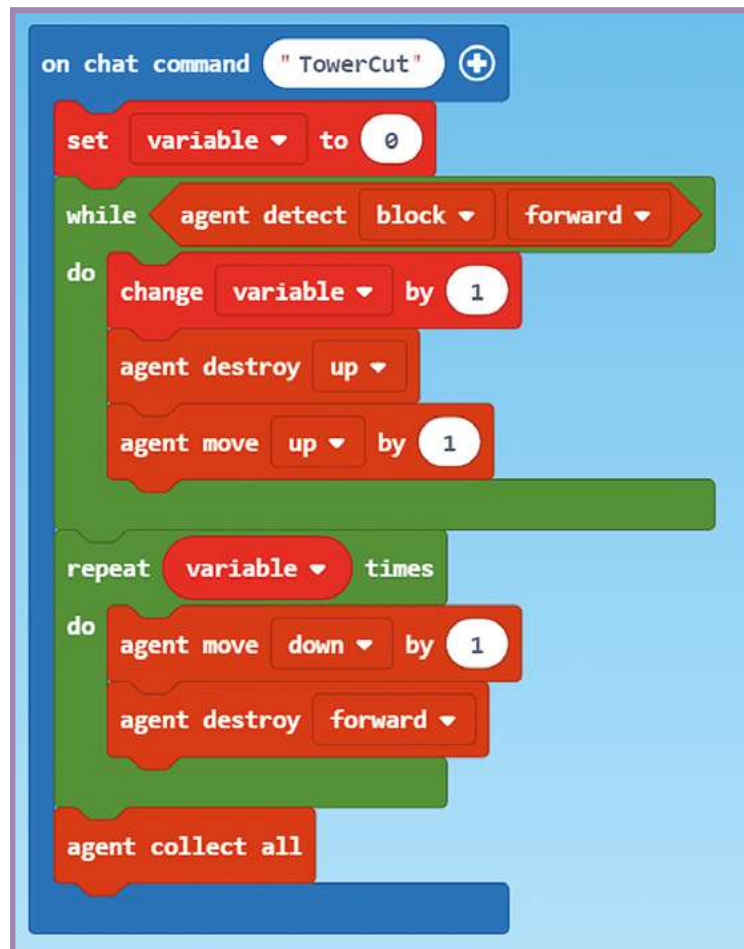 on chat command "TowerCut"
set variable to 0
while agent detect block forward
do
change variable by 1
agent destroy up
agent move up by 1
repeat variable times
do
agent move down by 1
agent destroy forward
agent collect all